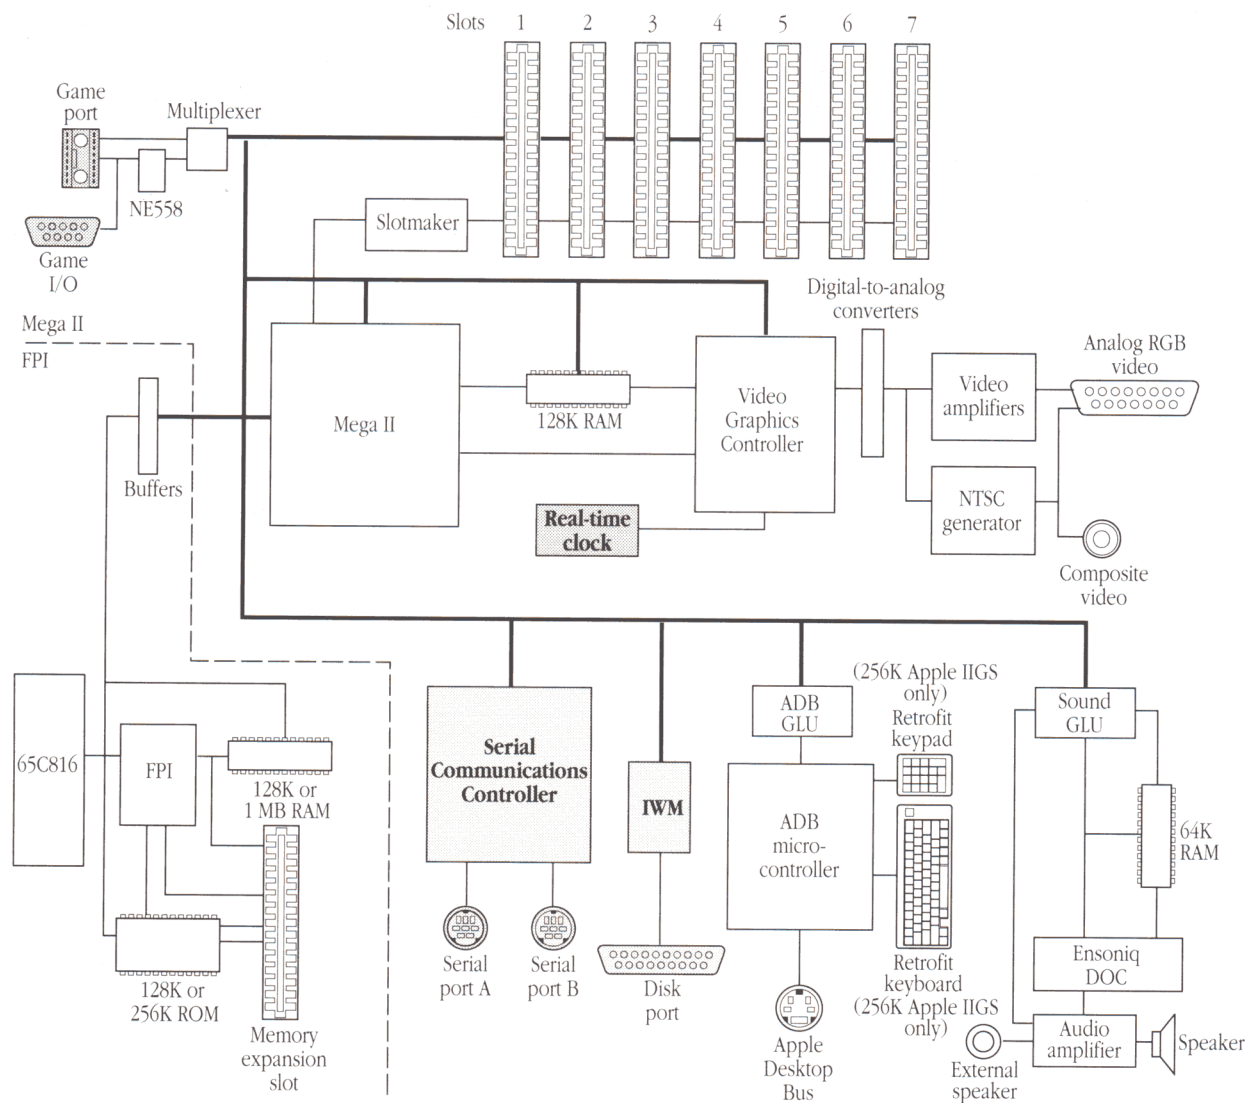 Slots 1 2 3 4 5 6 7
Game
port
Multiplexer
NE558
Slotmaker
Game
I/O
Mega II
FPI
Digital-to-analog
converters
Analog RGB
video
Mega II
128K RAM
Video
Graphics
Controller
Video
amplifiers
Buffers
Real-time
clock
NTSC
generator
Composite
video
65C816
FPI
128K or
1 MB RAM
128K or
256K ROM
Memory
expansion
slot
Serial
Communications
Controller
Serial
port A
Serial
port B
IWM
Disk
port
ADB
GLU
ADB
micro-
controller
Apple
Desktop
Bus
(256K Apple IIGS
only)
Retrofit
keypad
Retrofit
keyboard
(256K Apple IIGS
only)
Sound
GLU
64K
RAM
Ensoniq
DOC
Audio
amplifier
Speaker
External
speaker